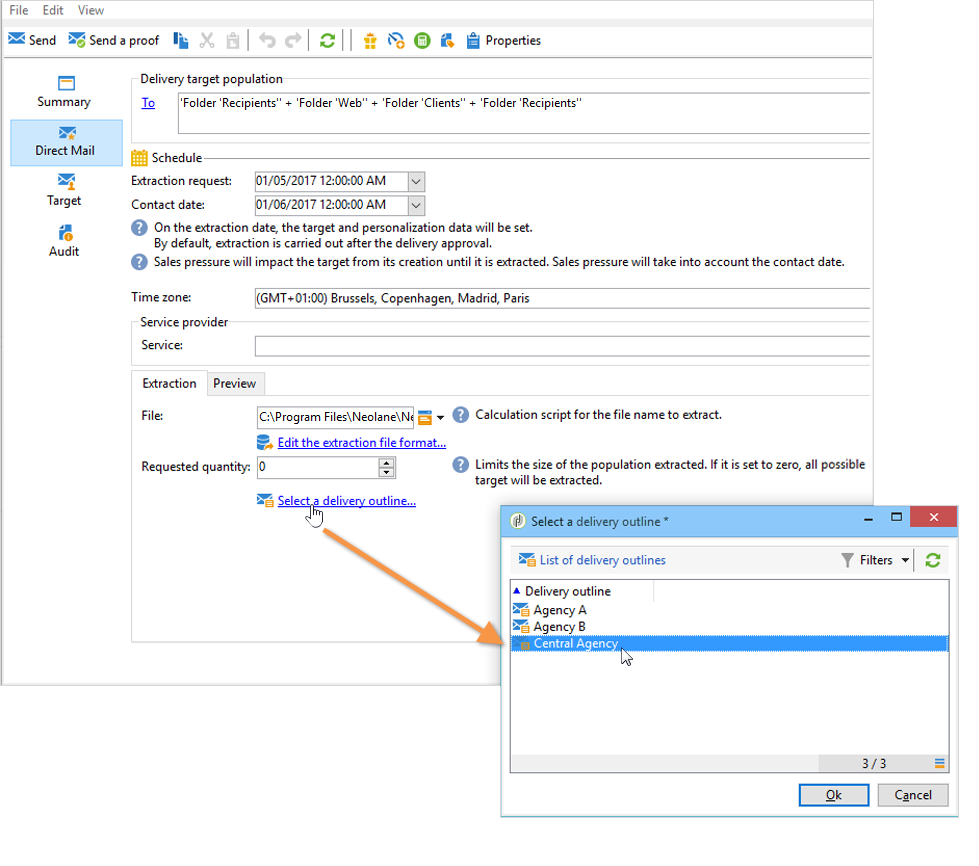 File Edit View
Send Send a proof Properties
Summary
Direct Mail
Target
Audit
Delivery target population
To 'Folder 'Recipients'' + 'Folder 'Web'' + 'Folder 'Clients'' + 'Folder 'Recipients''
Schedule
Extraction request: 01/05/2017 12:00:00 AM
Contact date: 01/06/2017 12:00:00 AM
On the extraction date, the target and personalization data will be set.
By default, extraction is carried out after the delivery approval.
Sales pressure will impact the target from its creation until it is extracted. Sales pressure will take into account the contact date.
Time zone: (GMT+01:00) Brussels, Copenhagen, Madrid, Paris
Service provider
Service:
Extraction Preview
File: C:\Program Files\Neolane\Ne Calculation script for the file name to extract.
Edit the extraction file format...
Requested quantity: 0 Limits the size of the population extracted. If it is set to zero, all possible
target will be extracted.
Select a delivery outline...
Select a delivery outline *
List of delivery outlines Filters
Delivery outline
Agency A
Agency B
Central Agency
3 / 3
Ok Cancel